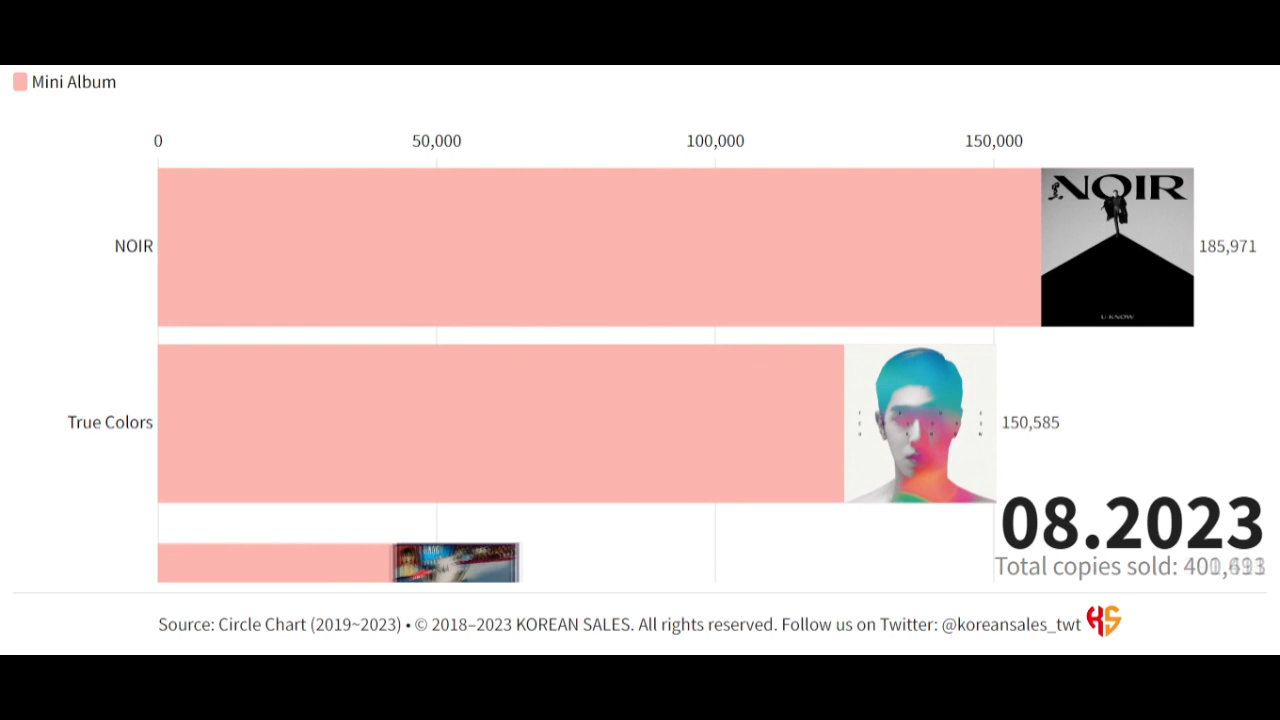 Mini Album
0 50,000 100,000 150,000
NOIR
U-KNOW
NOIR 185,971
True Colors 150,585
08.2023
Total copies sold:
Source: Circle Chart (2019~2023) • © 2018–2023 KOREAN SALES. All rights reserved. Follow us on Twitter: @koreansales_twt
KS